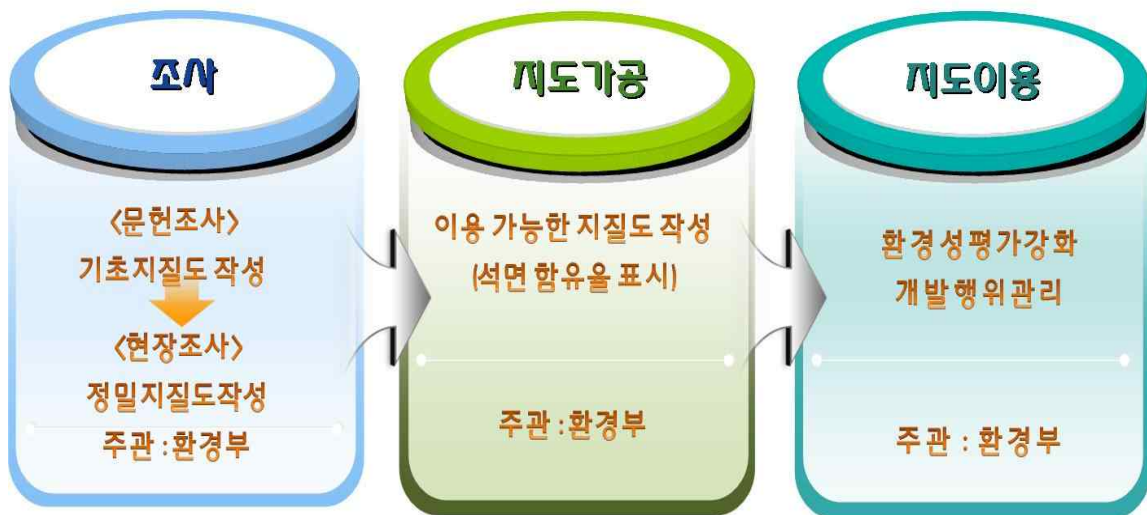 조사
<문헌조사>
기초지질도 작성
<현장조사>
정밀지질도작성
주관 : 환경부
지도가공
이용 가능한 지질도 작성
(석면 함유율 표시)
주관 : 환경부
지도이용
환경성평가강화
개발행위관리
주관 : 환경부